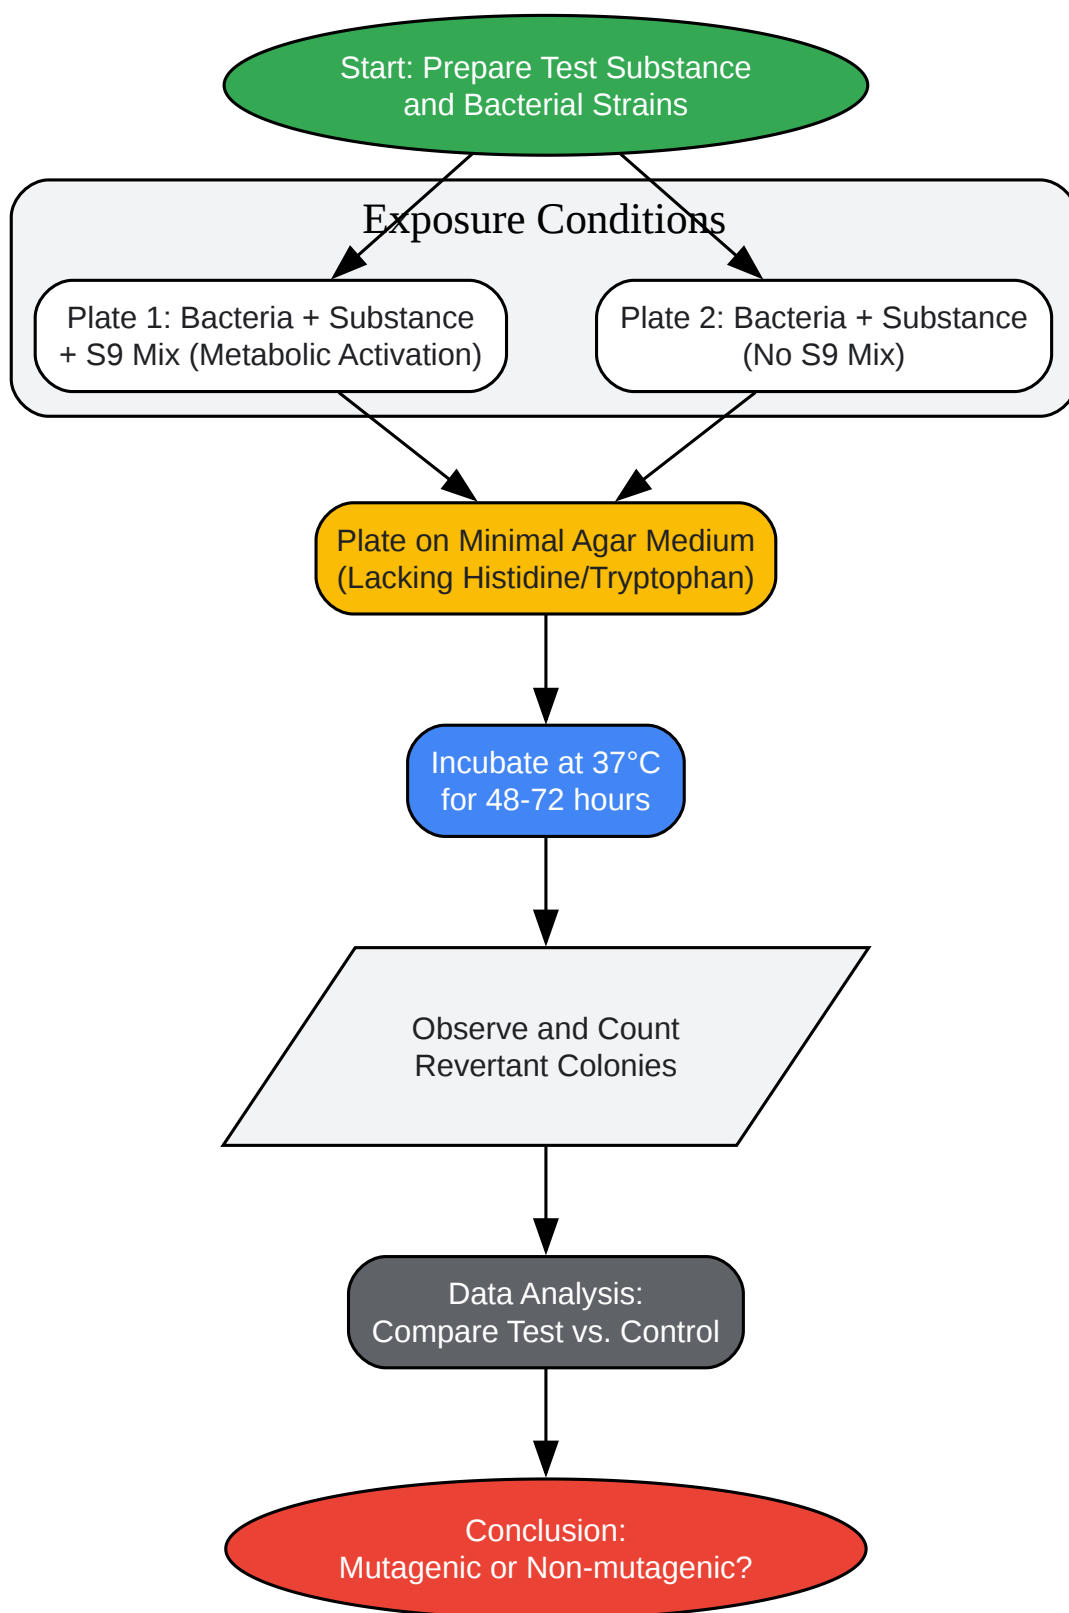 Start: Prepare Test Substance
and Bacterial Strains
Exposure Conditions
Plate 1: Bacteria + Substance
+ S9 Mix (Metabolic Activation)
Plate 2: Bacteria + Substance
(No S9 Mix)
Plate on Minimal Agar Medium
(Lacking Histidine/Tryptophan)
Incubate at 37°C
for 48-72 hours
Observe and Count
Revertant Colonies
Data Analysis:
Compare Test vs. Control
Conclusion:
Mutagenic or Non-mutagenic?